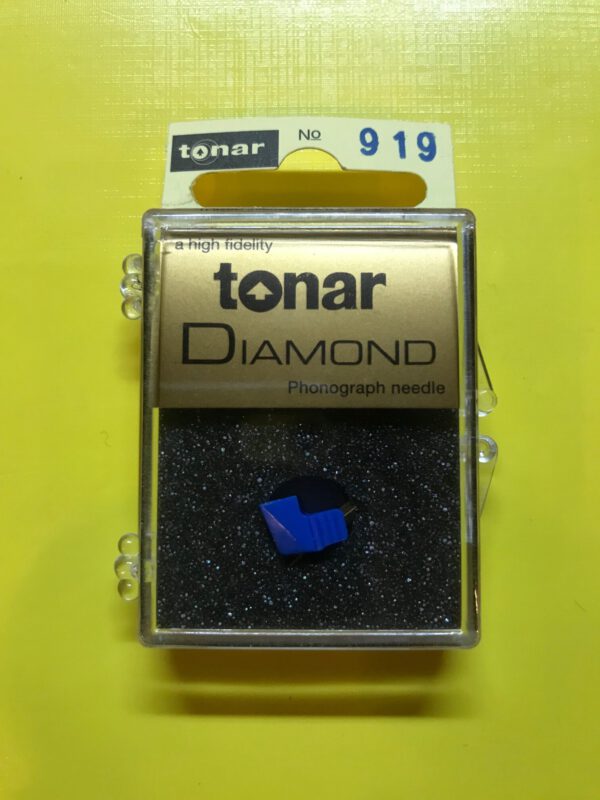 tonar No 919
a high fidelity
tonar
DIAMOND
Phonograph needle